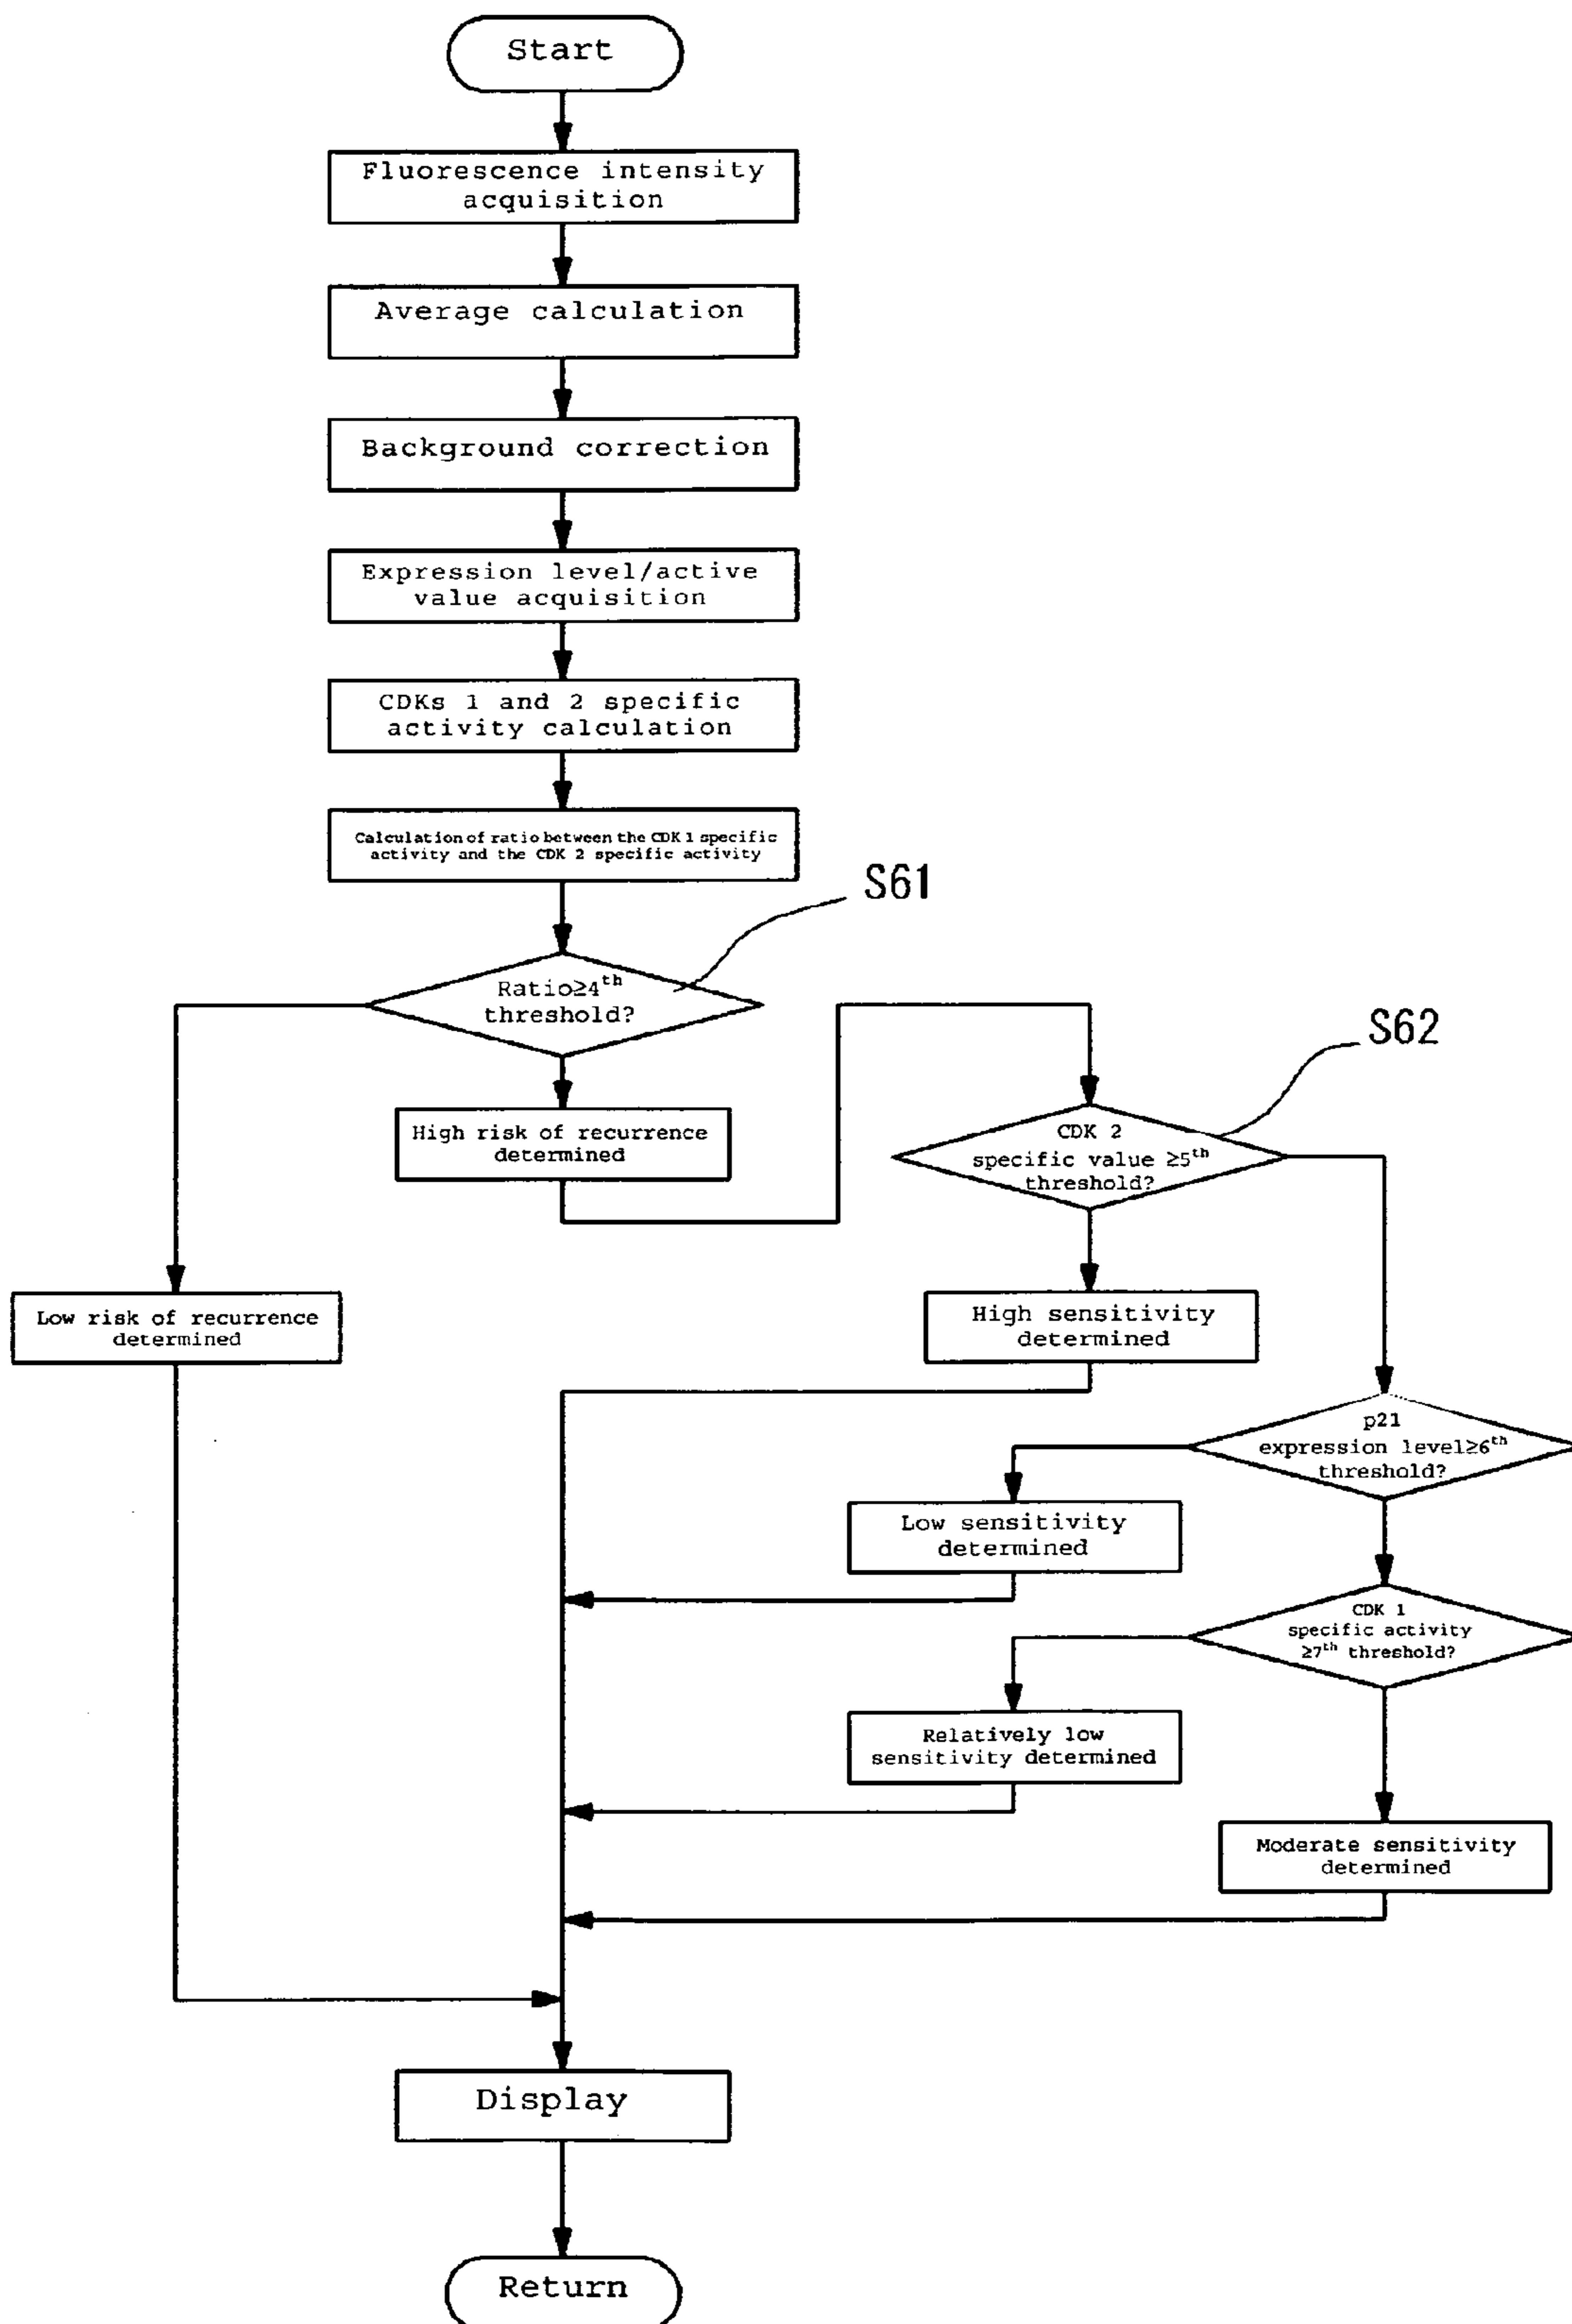 Start
Fluorescence intensity
acquisition
Average calculation
Background correction
Expression level/active
value acquisition
CDKs 1 and 2 specific
activity calculation
Calculation of ratio between the CDK 1 specific
activity and the CDK 2 specific activity
S61
Ratio≥4th
threshold?
S62
High risk of recurrence
determined
CDK 2
specific value ≥5th
threshold?
Low risk of recurrence
determined
High sensitivity
determined
p21
expression level≥6th
threshold?
Low sensitivity
determined
CDK 1
specific activity
≥7th threshold?
Relatively low
sensitivity determined
Moderate sensitivity
determined
Display
Return